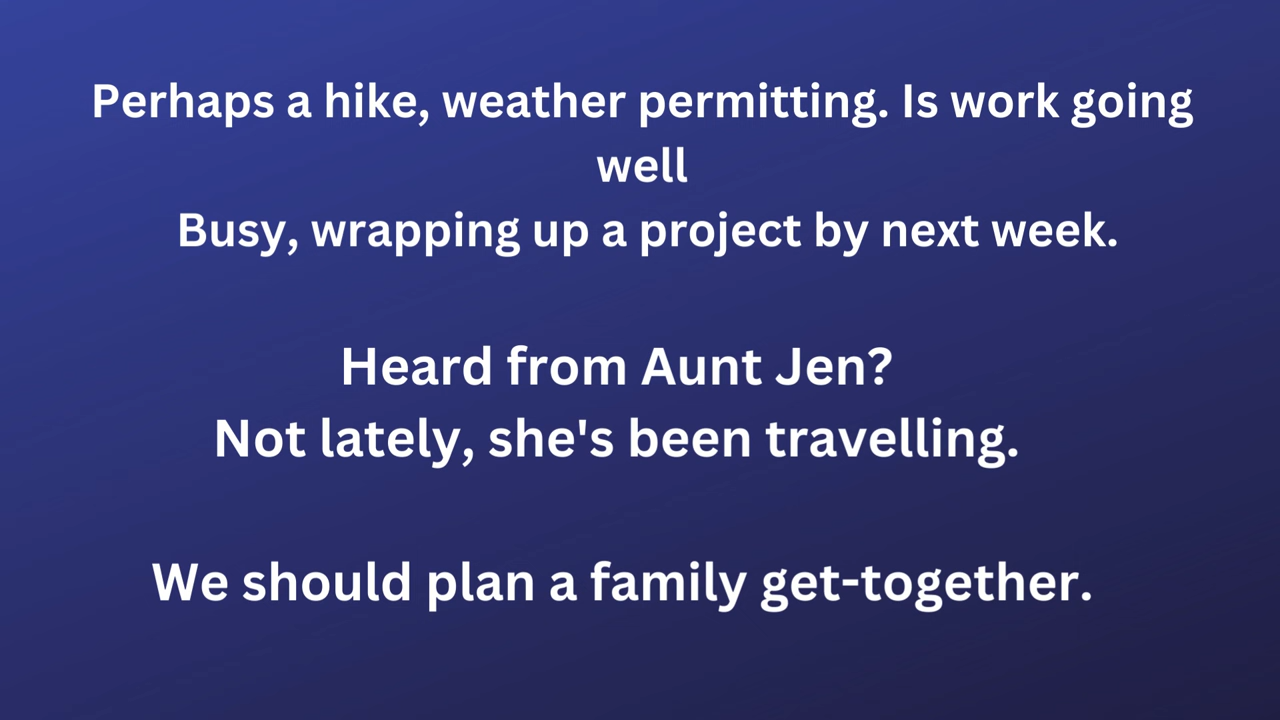 Perhaps a hike, weather permitting. Is work going
well
Busy, wrapping up a project by next week.
Heard from Aunt Jen?
Not lately, she's been travelling.
We should plan a family get-together.